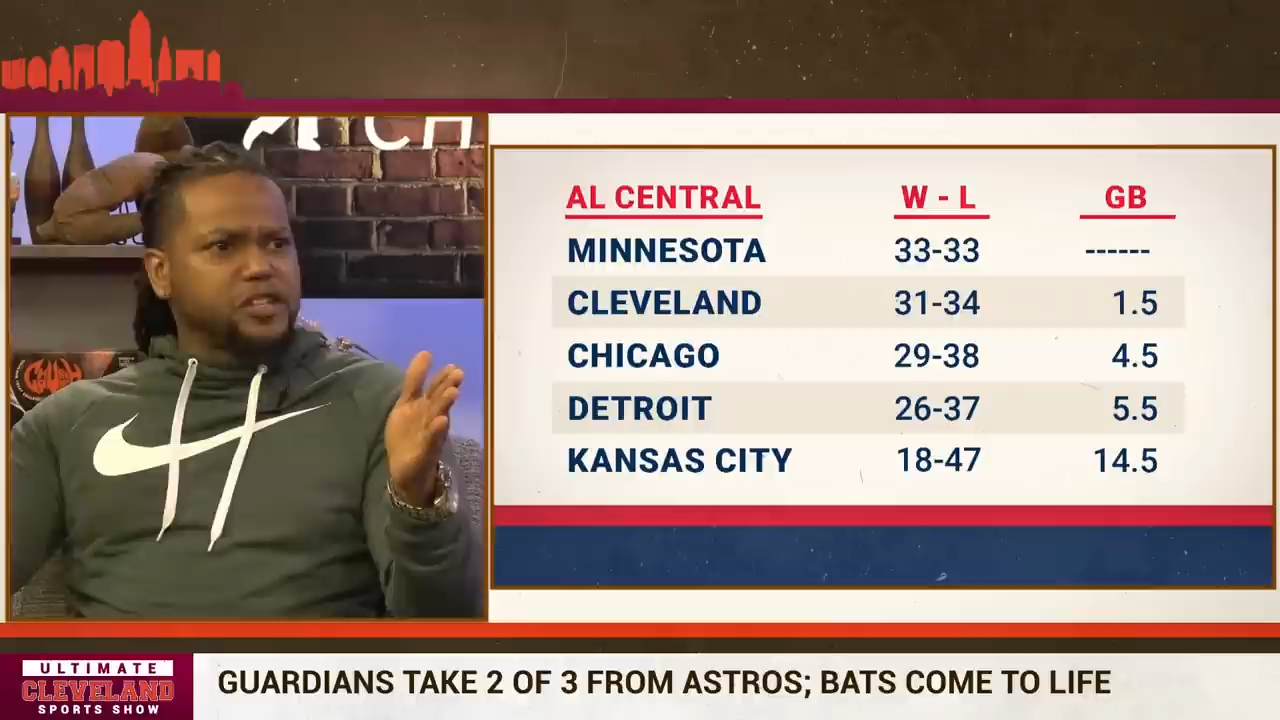 CH
AL CENTRAL W - L GB
MINNESOTA 33-33 ------
CLEVELAND 31-34 1.5
CHICAGO 29-38 4.5
DETROIT 26-37 5.5
KANSAS CITY 18-47 14.5
ULTIMATE
CLEVELAND
SPORTS SHOW
GUARDIANS TAKE 2 OF 3 FROM ASTROS; BATS COME TO LIFE